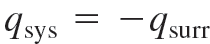 q_sys = −q_surr